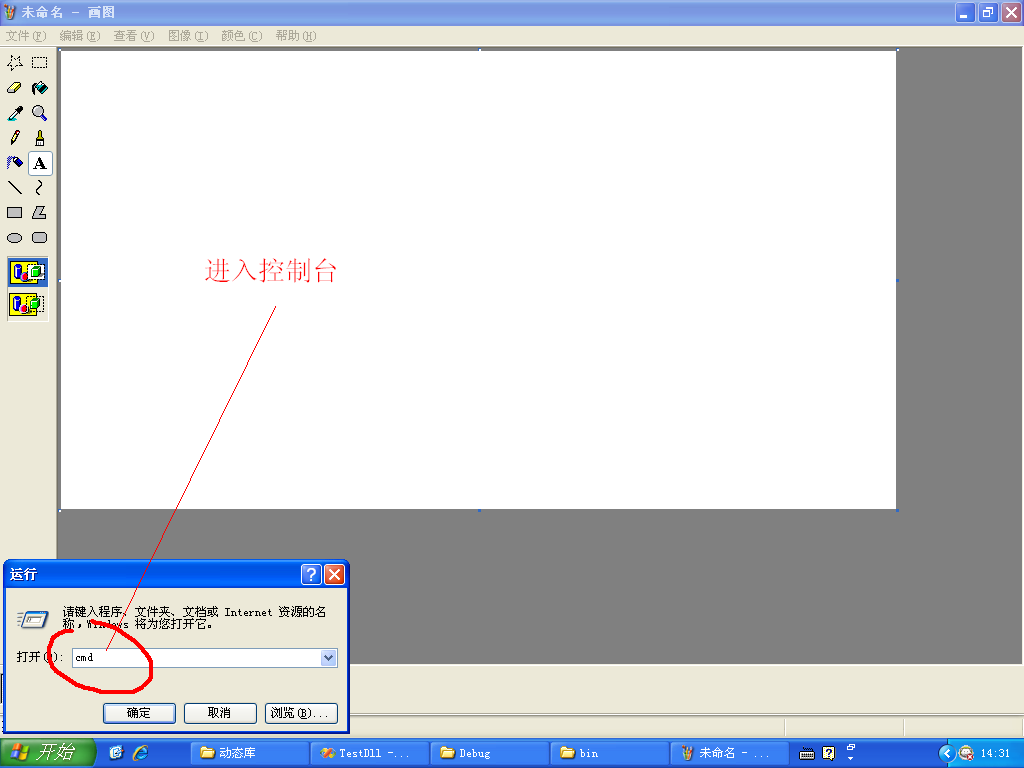 未命名 - 画图
文件(F) 编辑(E) 查看(V) 图像(I) 颜色(C) 帮助(H)
A
进入控制台
运行
请键入程序、文件夹、文档或 Internet 资源的名
称，Windows 将为您打开它。
打开(O): cmd
确定 取消 浏览(B)...
开始 动态库 TestDll -... Debug bin 未命名 - ... 14:31